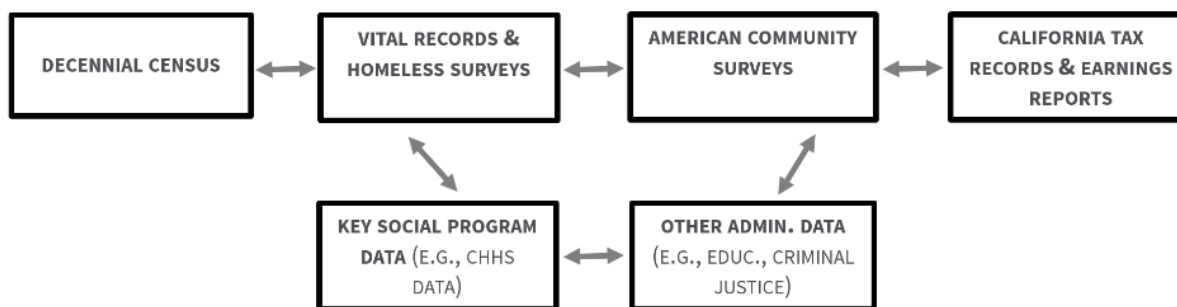 DECENNIAL CENSUS
VITAL RECORDS &
HOMELESS SURVEYS
AMERICAN COMMUNITY
SURVEYS
CALIFORNIA TAX
RECORDS & EARNINGS
REPORTS
KEY SOCIAL PROGRAM
DATA (E.G., CHHS
DATA)
OTHER ADMIN. DATA
(E.G., EDUC., CRIMINAL
JUSTICE)